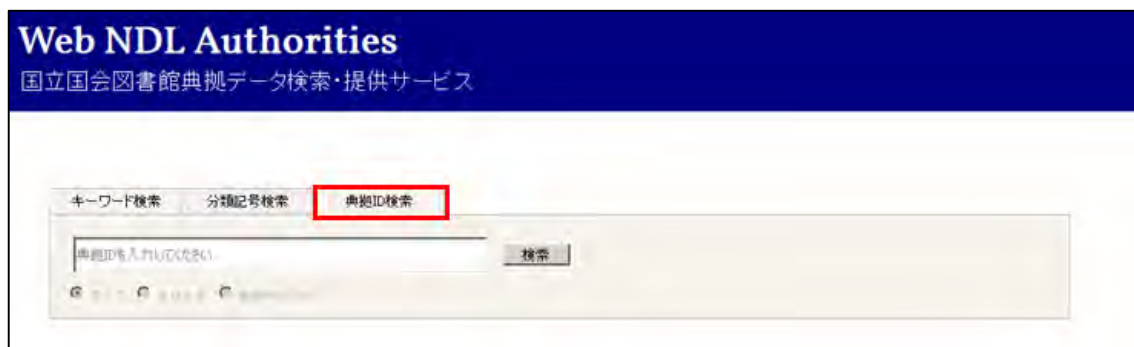 Web NDL Authorities
国立国会図書館典拠データ検索・提供サービス
キーワード検索 分類記号検索 典拠ID検索
典拠IDを入力してください
検索